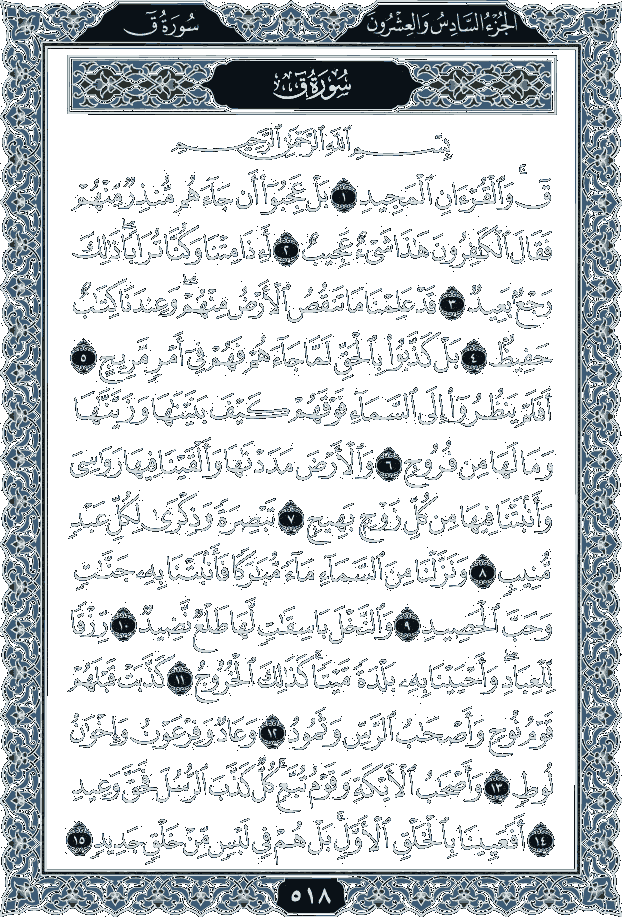 الجزء السادس والعشرون
سورة ق
سُورَةُ ق
بِسْمِ ٱللَّهِ ٱلرَّحْمَٰنِ ٱلرَّحِيمِ
قٓ ۚ وَٱلْقُرْءَانِ ٱلْمَجِيدِ ١ بَلْ عَجِبُوٓا۟ أَن جَآءَهُم مُّنذِرٌ مِّنْهُمْ
فَقَالَ ٱلْكَٰفِرُونَ هَٰذَا شَىْءٌ عَجِيبٌ ٢ أَءِذَا مِتْنَا وَكُنَّا تُرَابًا ۖ ذَٰلِكَ
رَجْعٌۢ بَعِيدٌ ٣ قَدْ عَلِمْنَا مَا تَنقُصُ ٱلْأَرْضُ مِنْهُمْ ۖ وَعِندَنَا كِتَٰبٌ
حَفِيظٌۢ ٤ بَلْ كَذَّبُوا۟ بِٱلْحَقِّ لَمَّا جَآءَهُمْ فَهُمْ فِىٓ أَمْرٍ مَّرِيجٍ ٥
أَفَلَمْ يَنظُرُوٓا۟ إِلَى ٱلسَّمَآءِ فَوْقَهُمْ كَيْفَ بَنَيْنَٰهَا وَزَيَّنَّٰهَا
وَمَا لَهَا مِن فُرُوجٍ ٦ وَٱلْأَرْضَ مَدَدْنَٰهَا وَأَلْقَيْنَا فِيهَا رَوَٰسِىَ
وَأَنۢبَتْنَا فِيهَا مِن كُلِّ زَوْجٍۭ بَهِيجٍ ٧ تَبْصِرَةً وَذِكْرَىٰ لِكُلِّ عَبْدٍ
مُّنِيبٍ ٨ وَنَزَّلْنَا مِنَ ٱلسَّمَآءِ مَآءً مُّبَٰرَكًا فَأَنۢبَتْنَا بِهِۦ جَنَّٰتٍ
وَحَبَّ ٱلْحَصِيدِ ٩ وَٱلنَّخْلَ بَاسِقَٰتٍ لَّهَا طَلْعٌ نَّضِيدٌ ١٠ رِّزْقًا
لِّلْعِبَادِ ۖ وَأَحْيَيْنَا بِهِۦ بَلْدَةً مَّيْتًا ۚ كَذَٰلِكَ ٱلْخُرُوجُ ١١ كَذَّبَتْ قَبْلَهُمْ
قَوْمُ نُوحٍ وَأَصْحَٰبُ ٱلرَّسِّ وَثَمُودُ ١٢ وَعَادٌ وَفِرْعَوْنُ وَإِخْوَٰنُ
لُوطٍ ١٣ وَأَصْحَٰبُ ٱلْأَيْكَةِ وَقَوْمُ تُبَّعٍ ۚ كُلٌّ كَذَّبَ ٱلرُّسُلَ فَحَقَّ وَعِيدِ
١٤ أَفَعَيِينَا بِٱلْخَلْقِ ٱلْأَوَّلِ ۚ بَلْ هُمْ فِى لَبْسٍ مِّنْ خَلْقٍ جَدِيدٍ ١٥
٥١٨